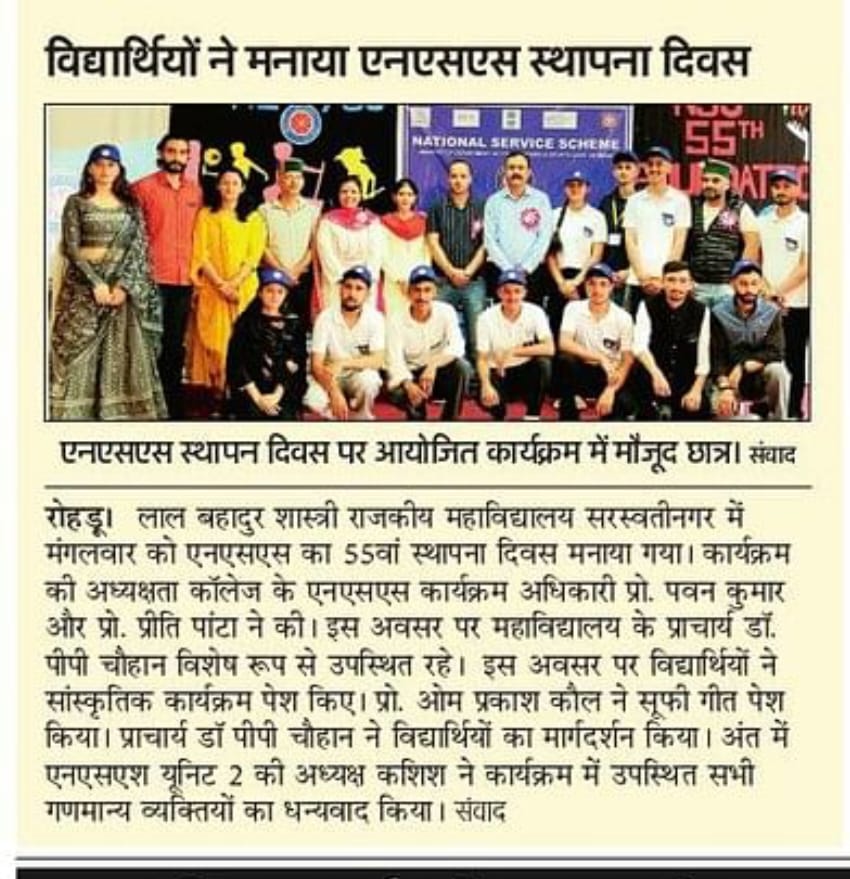 विद्यार्थियों ने मनाया एनएसएस स्थापना दिवस
NATIONAL SERVICE SCHEME
55TH
एनएसएस स्थापन दिवस पर आयोजित कार्यक्रम में मौजूद छात्र। संवाद
रोहड़ू। लाल बहादुर शास्त्री राजकीय महाविद्यालय सरस्वतीनगर में
मंगलवार को एनएसएस का 55वां स्थापना दिवस मनाया गया। कार्यक्रम
की अध्यक्षता कॉलेज के एनएसएस कार्यक्रम अधिकारी प्रो. पवन कुमार
और प्रो. प्रीति पांटा ने की। इस अवसर पर महाविद्यालय के प्राचार्य डॉ.
पीपी चौहान विशेष रूप से उपस्थित रहे। इस अवसर पर विद्यार्थियों ने
सांस्कृतिक कार्यक्रम पेश किए। प्रो. ओम प्रकाश कौल ने सूफी गीत पेश
किया। प्राचार्य डॉ पीपी चौहान ने विद्यार्थियों का मार्गदर्शन किया। अंत में
एनएसएश यूनिट 2 की अध्यक्ष कशिश ने कार्यक्रम में उपस्थित सभी
गणमान्य व्यक्तियों का धन्यवाद किया। संवाद